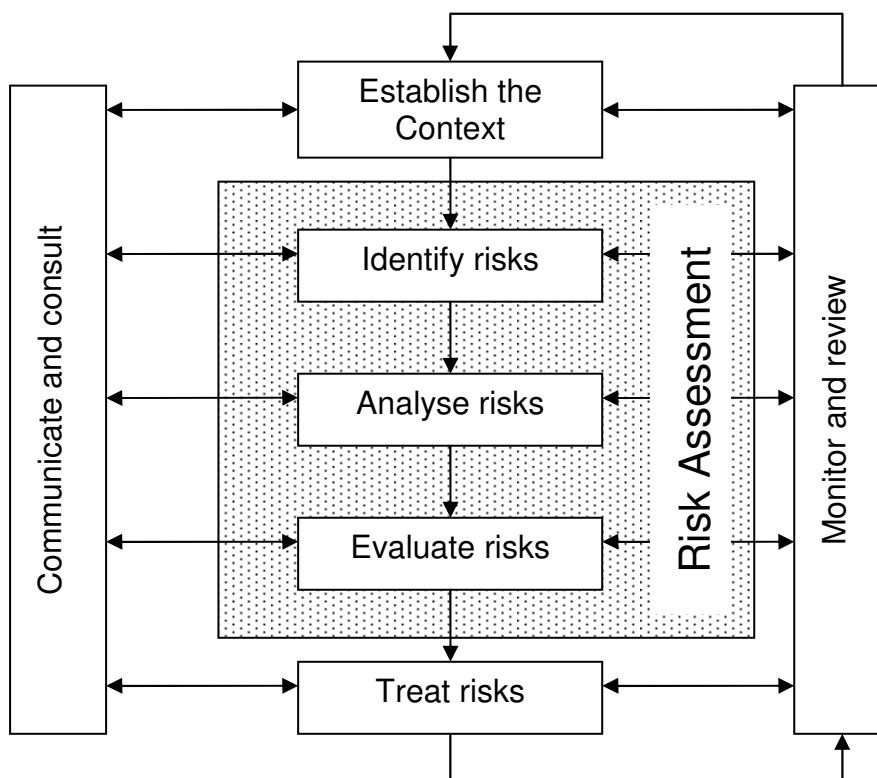 Establish the
Context
Communicate and consult
Identify risks
Analyse risks
Evaluate risks
Risk Assessment
Monitor and review
Treat risks